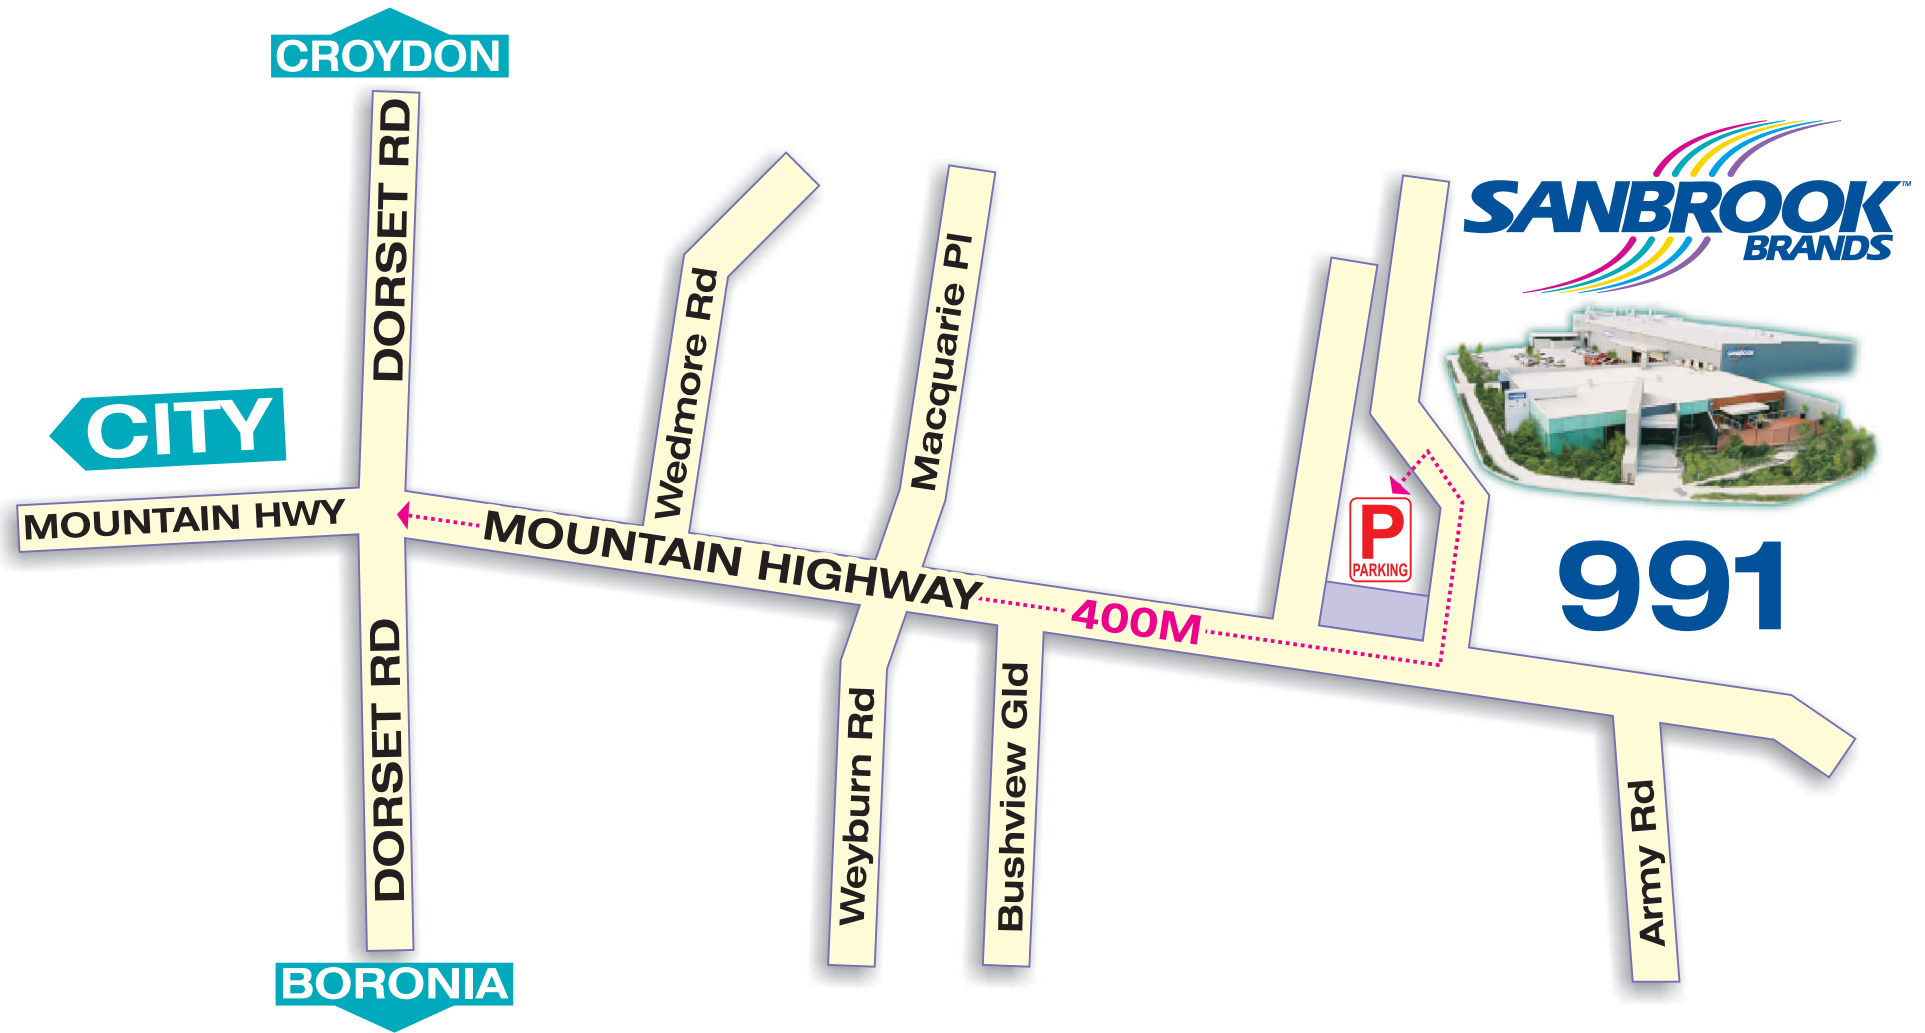 CROYDON
DORSET RD
SANBROOK™
BRANDS
Wedmore Rd
Macquarie Pl
CITY
MOUNTAIN HWY
MOUNTAIN HIGHWAY
400M
P
PARKING
991
DORSET RD
Weyburn Rd
Bushview Gld
Army Rd
BORONIA